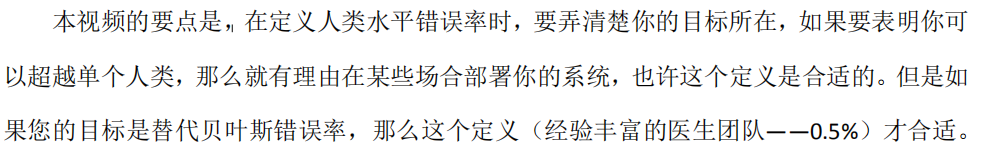 本视频的要点是，在定义人类水平错误率时，要弄清楚你的目标所在，如果要表明你可
以超越单个人类，那么就有理由在某些场合部署你的系统，也许这个定义是合适的。但是如
果您的目标是替代贝叶斯错误率，那么这个定义（经验丰富的医生团队——0.5%）才合适。